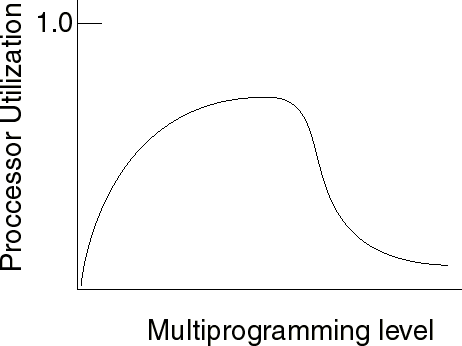 Proccessor Utilization
1.0
Multiprogramming level